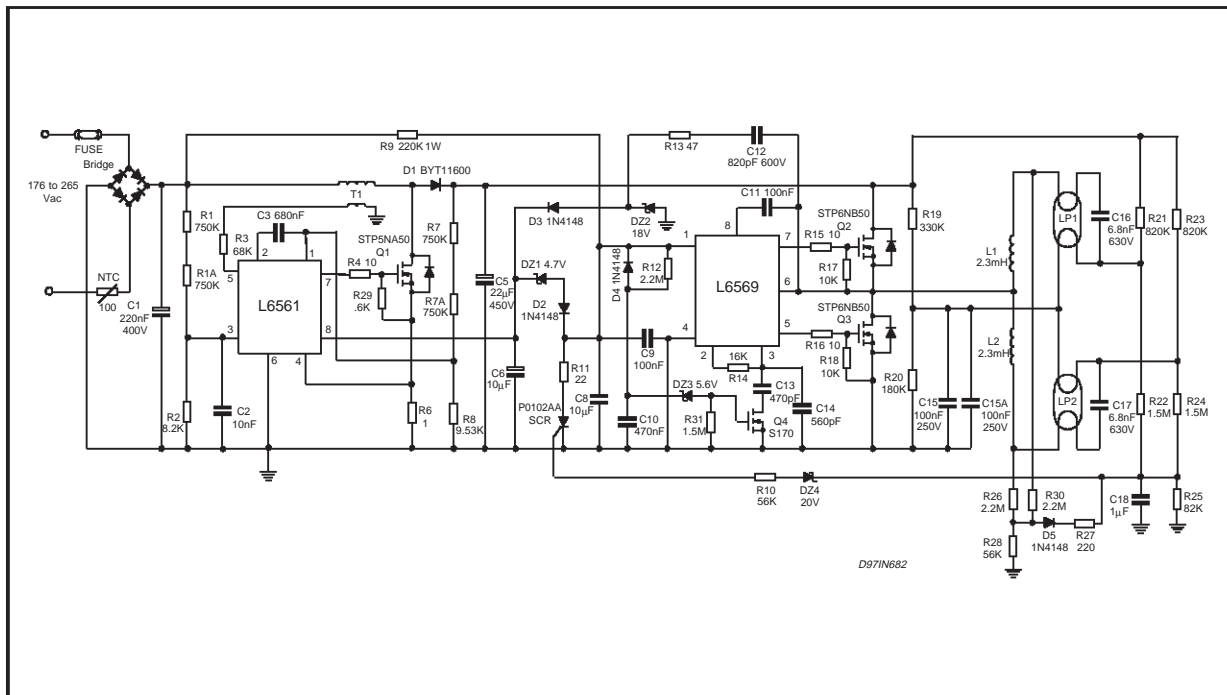 FUSE
Bridge
176 to 265
Vac
NTC
100
C1
220nF
400V
R1
750K
R1A
750K
R2
8.2K
C2
10nF
R3
68K
C3 680nF
T1
R9 220K 1W
D1 BYT11600
STP5NA50
Q1
R4 10
R29
.6K
L6561
1
2
3
4
5
6
7
8
R6
1
R7
750K
R7A
750K
R8
9.53K
C5
22µF
450V
C6
10µF
D3 1N4148
DZ1 4.7V
D2
1N4148
R11
22
P0102AA
SCR
C8
10µF
C9
100nF
R13 47
C12
820pF 600V
DZ2
18V
D4 1N4148
R12
2.2M
C10
470nF
C11 100nF
L6569
1
2
3
4
5
6
7
8
16K
R14
DZ3 5.6V
R31
1.5M
C13
470pF
Q4
S170
C14
560pF
R15 10
R17
10K
STP6NB50
Q2
R16 10
R18
10K
STP6NB50
Q3
R19
330K
R20
180K
C15
100nF
250V
C15A
100nF
250V
L1
2.3mH
L2
2.3mH
LP1
LP2
C16
6.8nF
630V
C17
6.8nF
630V
R21
820K
R23
820K
R22
1.5M
R24
1.5M
R10
56K
DZ4
20V
R26
2.2M
R30
2.2M
R28
56K
D5
1N4148
R27
220
C18
1µF
R25
82K
D97IN682